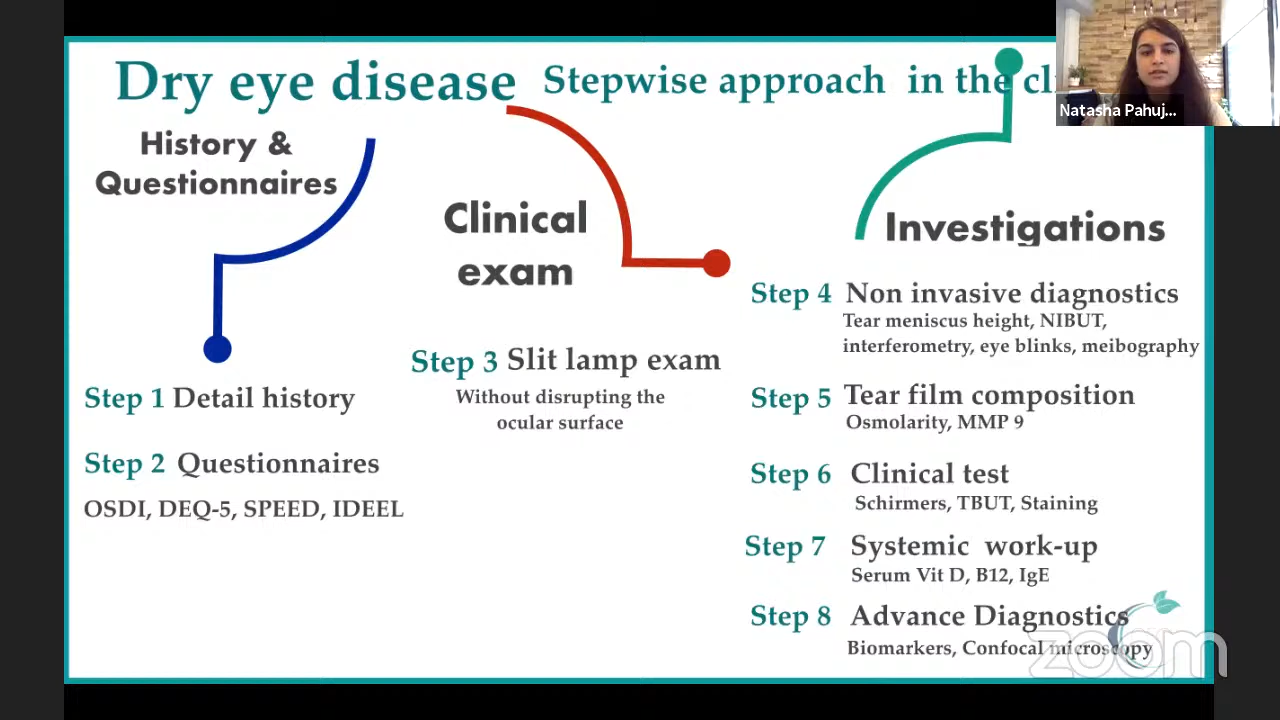 Dry eye disease Stepwise approach in the cl
Natasha Pahuj...
History &
Questionnaires
Step 1 Detail history
Step 2 Questionnaires
OSDI, DEQ-5, SPEED, IDEEL
Clinical
exam
Step 3 Slit lamp exam
Without disrupting the
ocular surface
Investigations
Step 4 Non invasive diagnostics
Tear meniscus height, NIBUT,
interferometry, eye blinks, meibography
Step 5 Tear film composition
Osmolarity, MMP 9
Step 6 Clinical test
Schirmers, TBUT, Staining
Step 7 Systemic work-up
Serum Vit D, B12, IgE
Step 8 Advance Diagnostics
Biomarkers, Confocal microscopy
zoom